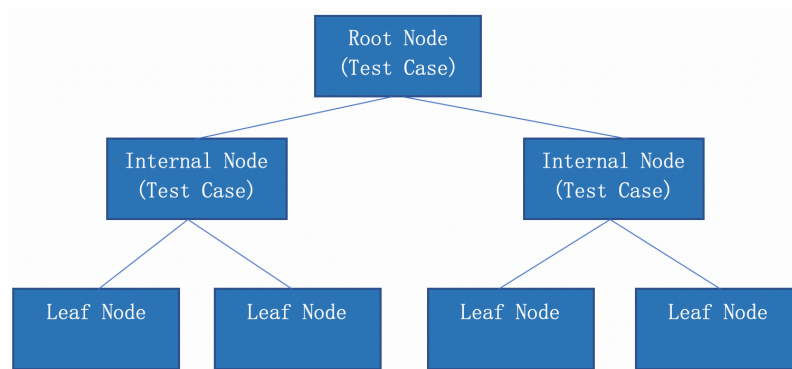 Root Node
(Test Case)
Internal Node
(Test Case)
Internal Node
(Test Case)
Leaf Node
Leaf Node
Leaf Node
Leaf Node